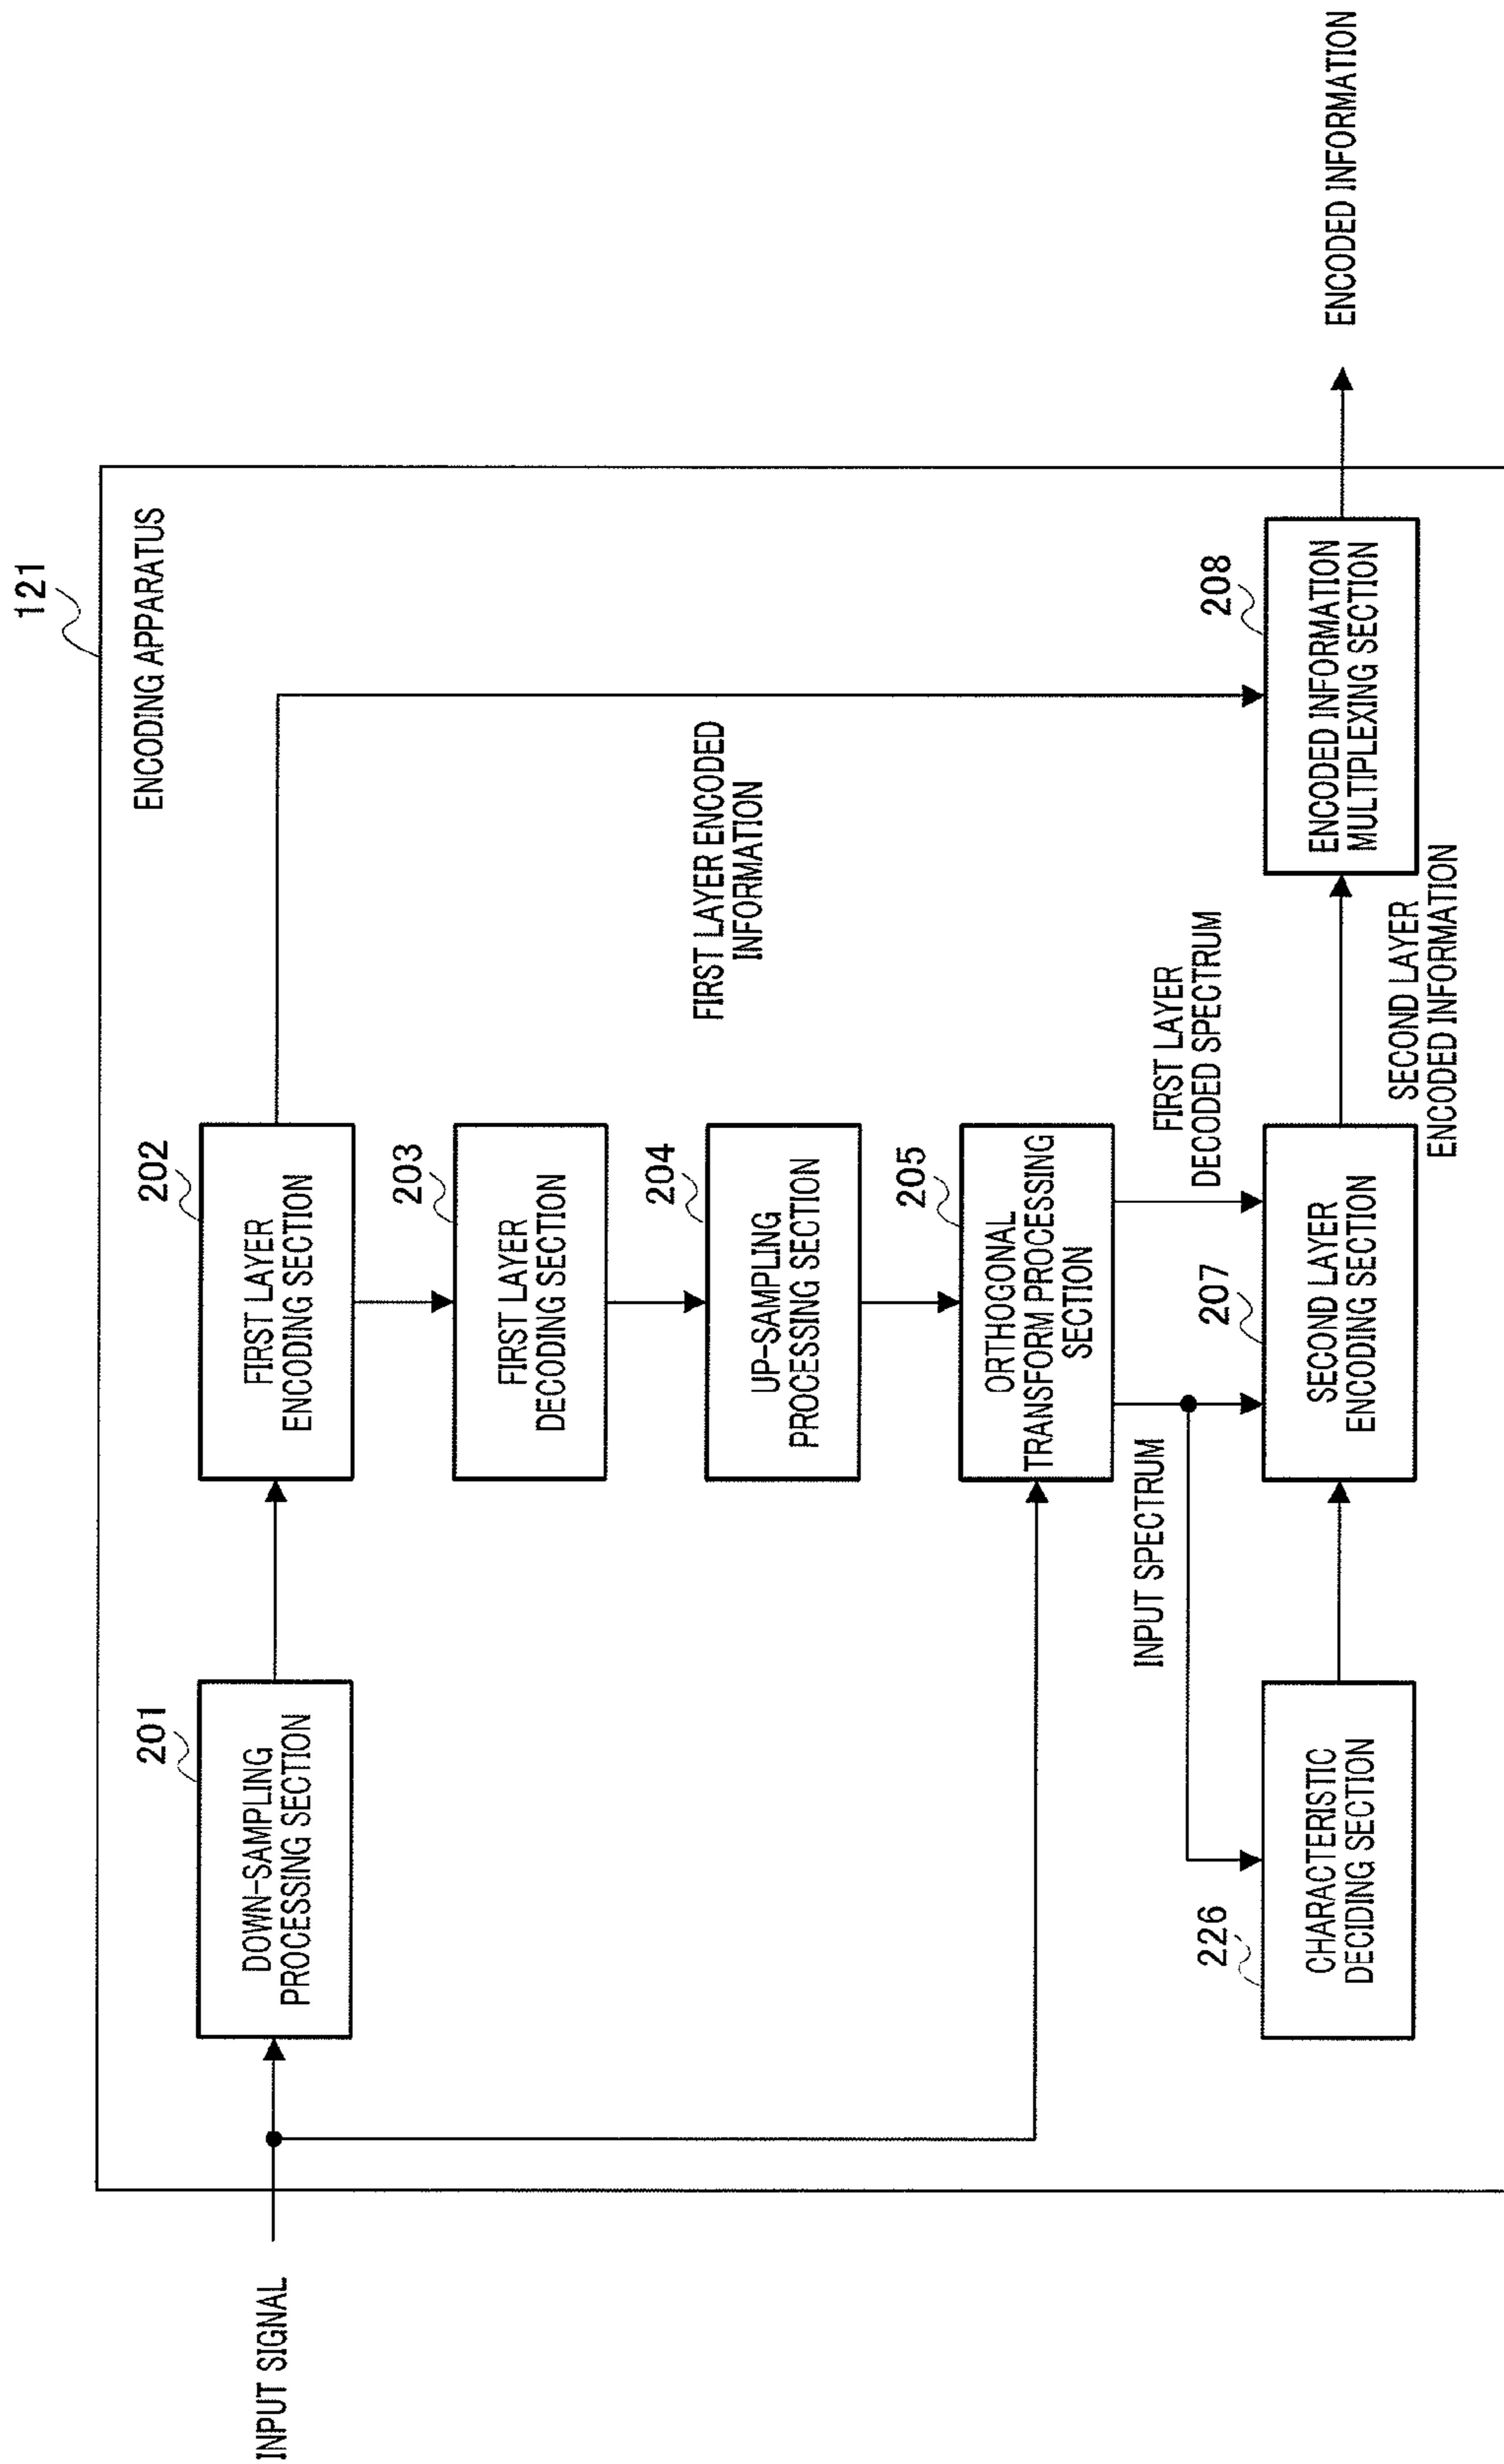 121
ENCODING APPARATUS
INPUT SIGNAL
201
DOWN-SAMPLING
PROCESSING SECTION
202
FIRST LAYER
ENCODING SECTION
203
FIRST LAYER
DECODING SECTION
204
UP-SAMPLING
PROCESSING SECTION
FIRST LAYER ENCODED
INFORMATION
205
ORTHOGONAL
TRANSFORM PROCESSING
SECTION
INPUT SPECTRUM
FIRST LAYER
DECODED SPECTRUM
226
CHARACTERISTIC
DECIDING SECTION
207
SECOND LAYER
ENCODING SECTION
SECOND LAYER
ENCODED INFORMATION
208
ENCODED INFORMATION
MULTIPLEXING SECTION
ENCODED INFORMATION